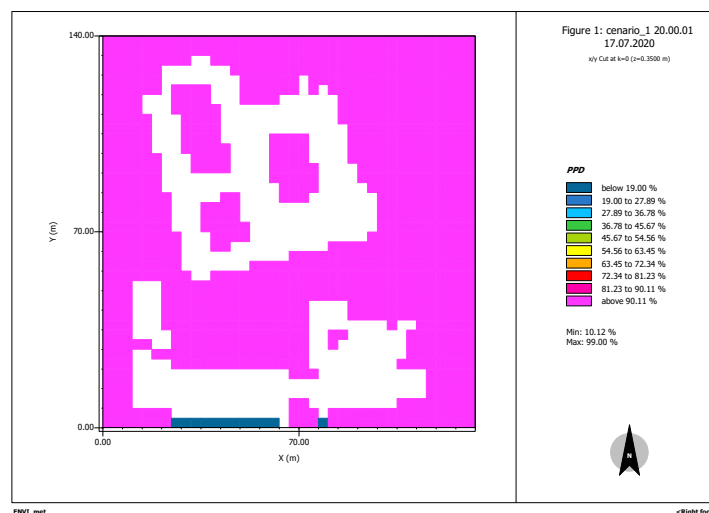 Figure 1: cenario_1 20.00.01
17.07.2020
x/y Cut at k=0 (z=0.3500 m)
140.00
70.00
0.00
Y (m)
0.00
70.00
X (m)
PPD
below 19.00 %
19.00 to 27.89 %
27.89 to 36.78 %
36.78 to 45.67 %
45.67 to 54.56 %
54.56 to 63.45 %
63.45 to 72.34 %
72.34 to 81.23 %
81.23 to 90.11 %
above 90.11 %
Min: 10.12 %
Max: 99.00 %
N
ENVI_met
<Right foo